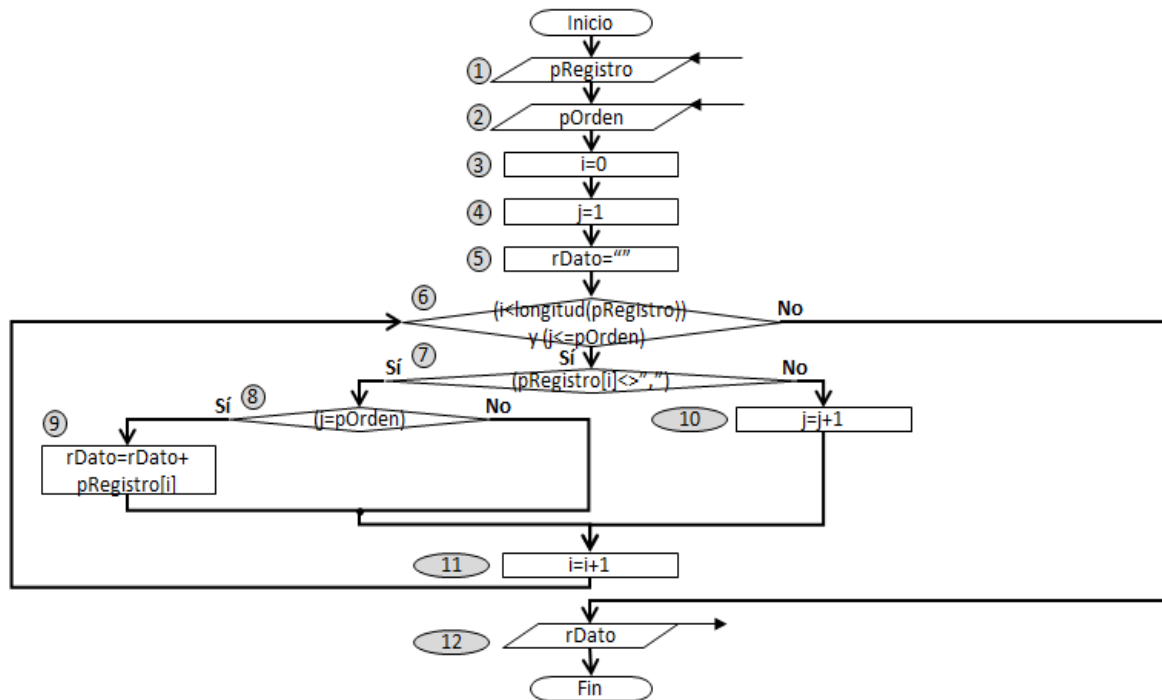 Inicio
1 pRegistro
2 pOrden
3 i=0
4 j=1
5 rDato=“”
6 (i<longitud(pRegistro)) No
y (j<=pOrden)
7 Sí Sí (pRegistro[i]<>”,”) No
8 Sí (j=pOrden) No
10 j=j+1
9 rDato=rDato+
pRegistro[i]
11 i=i+1
12 rDato
Fin